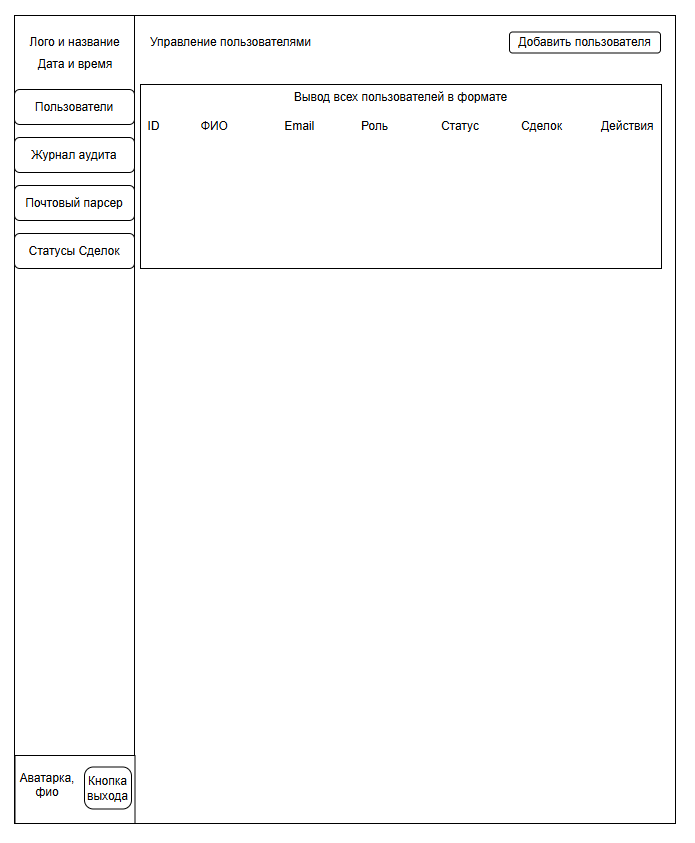 Лого и название
Дата и время
Управление пользователями
Добавить пользователя
Пользователи
Журнал аудита
Почтовый парсер
Статусы Сделок
Вывод всех пользователей в формате
ID ФИО Email Роль Статус Сделок Действия
Аватарка,
фио
Кнопка
выхода